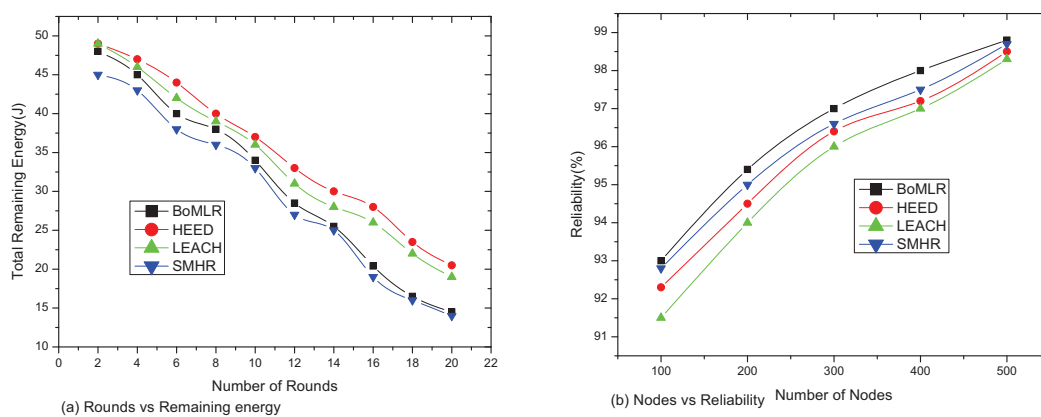 50
45
40
35
30
25
20
15
10
Total Remaining Energy(J)
BoMLR
HEED
LEACH
SMHR
0 2 4 6 8 10 12 14 16 18 20 22
Number of Rounds
(a) Rounds vs Remaining energy
99
98
97
96
95
94
93
92
91
Reliability(%)
BoMLR
HEED
LEACH
SMHR
100 200 300 400 500
(b) Nodes vs Reliability Number of Nodes